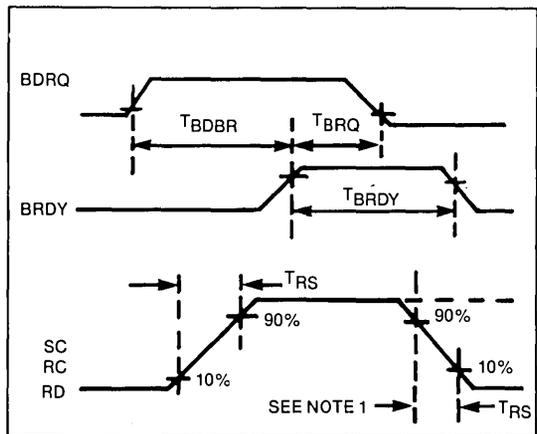 BDRQ
TBDBR
TBRQ
BRDY
TBRDY
TRS
90%
90%
SC
RC
10%
10%
RD
SEE NOTE 1
TRS